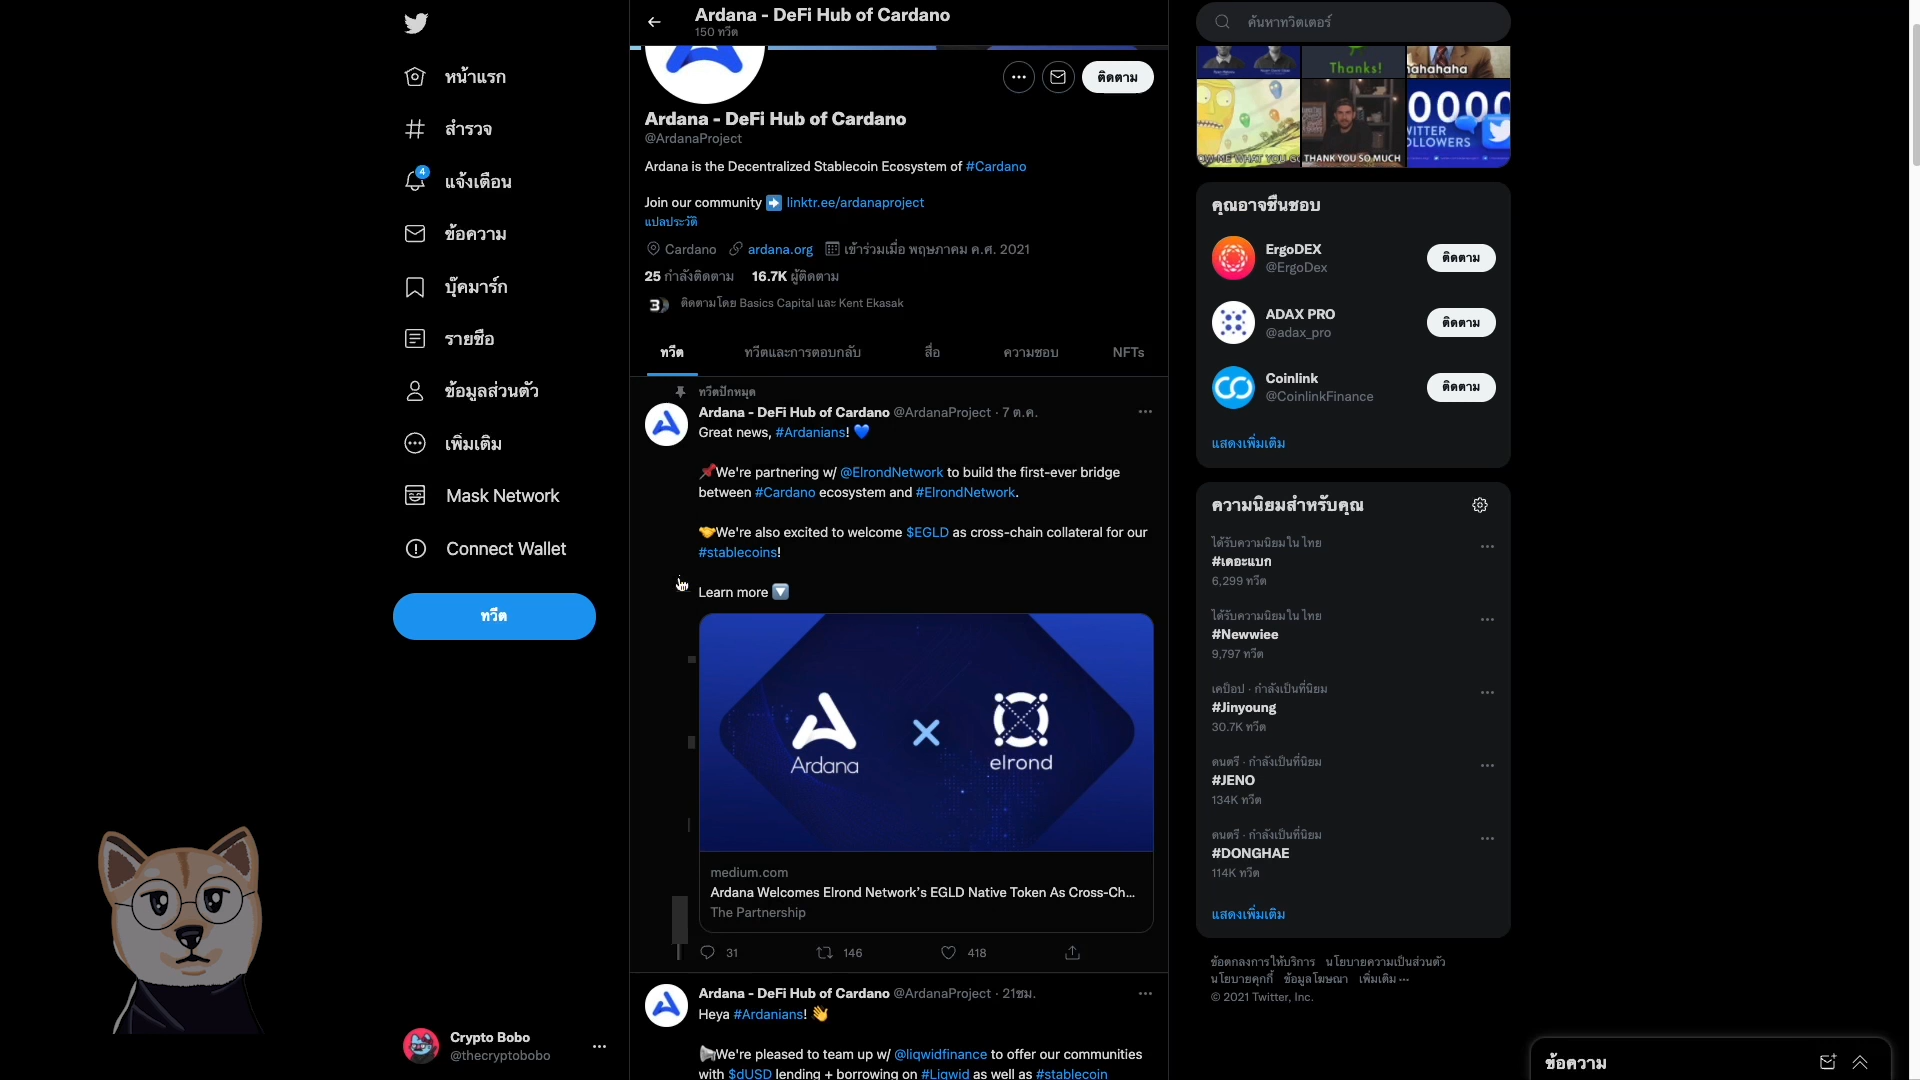 หน้าแรก
สำรวจ
4
แจ้งเตือน
ข้อความ
บุ๊คมาร์ก
รายชื่อ
ข้อมูลส่วนตัว
เพิ่มเติม
Mask Network
Connect Wallet
ทวีต
Crypto Bobo
@thecryptobobo
Ardana - DeFi Hub of Cardano
150 ทวีต
ติดตาม
Ardana - DeFi Hub of Cardano
@ArdanaProject
Ardana is the Decentralized Stablecoin Ecosystem of #Cardano
Join our community ➡️ linktr.ee/ardanaproject
แปลประวัติ
Cardano ardana.org เข้าร่วมเมื่อ พฤษภาคม ค.ศ. 2021
25 กำลังติดตาม 16.7K ผู้ติดตาม
ติดตามโดย Basics Capital และ Kent Ekasak
ทวีต ทวีตและการตอบกลับ สื่อ ความชอบ NFTs
ทวีตปักหมุด
Ardana - DeFi Hub of Cardano @ArdanaProject · 7 ต.ค.
Great news, #Ardanians! 💙
📌We're partnering w/ @ElrondNetwork to build the first-ever bridge
between #Cardano ecosystem and #ElrondNetwork.
🤝We're also excited to welcome $EGLD as cross-chain collateral for our
#stablecoins!
Learn more 🔽
Ardana
elrond
medium.com
Ardana Welcomes Elrond Network's EGLD Native Token As Cross-Ch...
The Partnership
31 146 418
Ardana - DeFi Hub of Cardano @ArdanaProject · 21ชม.
Heya #Ardanians! 👋
📢We're pleased to team up w/ @liqwidfinance to offer our communities
with $dUSD lending + borrowing on #Liqwid as well as #stablecoin
ค้นหาทวิตเตอร์
Thanks!
THANK YOU SO MUCH
FOLLOWERS
คุณอาจชื่นชอบ
ErgoDEX
@ErgoDex
ติดตาม
ADAX PRO
@adax_pro
ติดตาม
Coinlink
@CoinlinkFinance
ติดตาม
แสดงเพิ่มเติม
ความนิยมสำหรับคุณ
ได้รับความนิยมใน ไทย
#เดอะแบก
6,299 ทวีต
ได้รับความนิยมใน ไทย
#Newwiee
9,797 ทวีต
เคป็อป · กำลังเป็นที่นิยม
#Jinyoung
30.7K ทวีต
ดนตรี · กำลังเป็นที่นิยม
#JENO
134K ทวีต
ดนตรี · กำลังเป็นที่นิยม
#DONGHAE
114K ทวีต
แสดงเพิ่มเติม
ข้อตกลงการให้บริการ นโยบายความเป็นส่วนตัว
นโยบายคุกกี้ ข้อมูลโฆษณา เพิ่มเติม ···
© 2021 Twitter, Inc.
ข้อความ